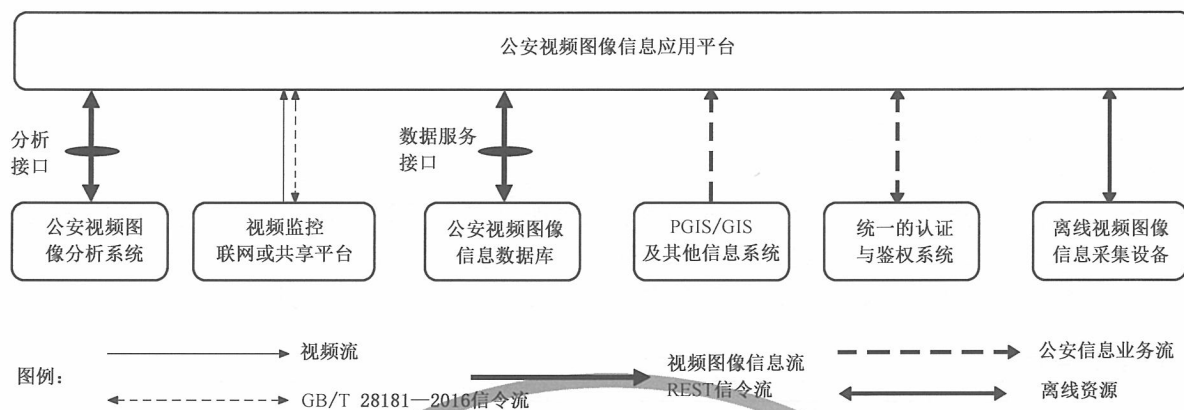 公安视频图像信息应用平台
分析
接口
数据服务
接口
公安视频图
像分析系统
视频监控
联网或共享平台
公安视频图像
信息数据库
PGIS/GIS
及其他信息系统
统一的认证
与鉴权系统
离线视频图像
信息采集设备
图例：
视频流
GB/T 28181—2016信令流
视频图像信息流
REST信令流
公安信息业务流
离线资源